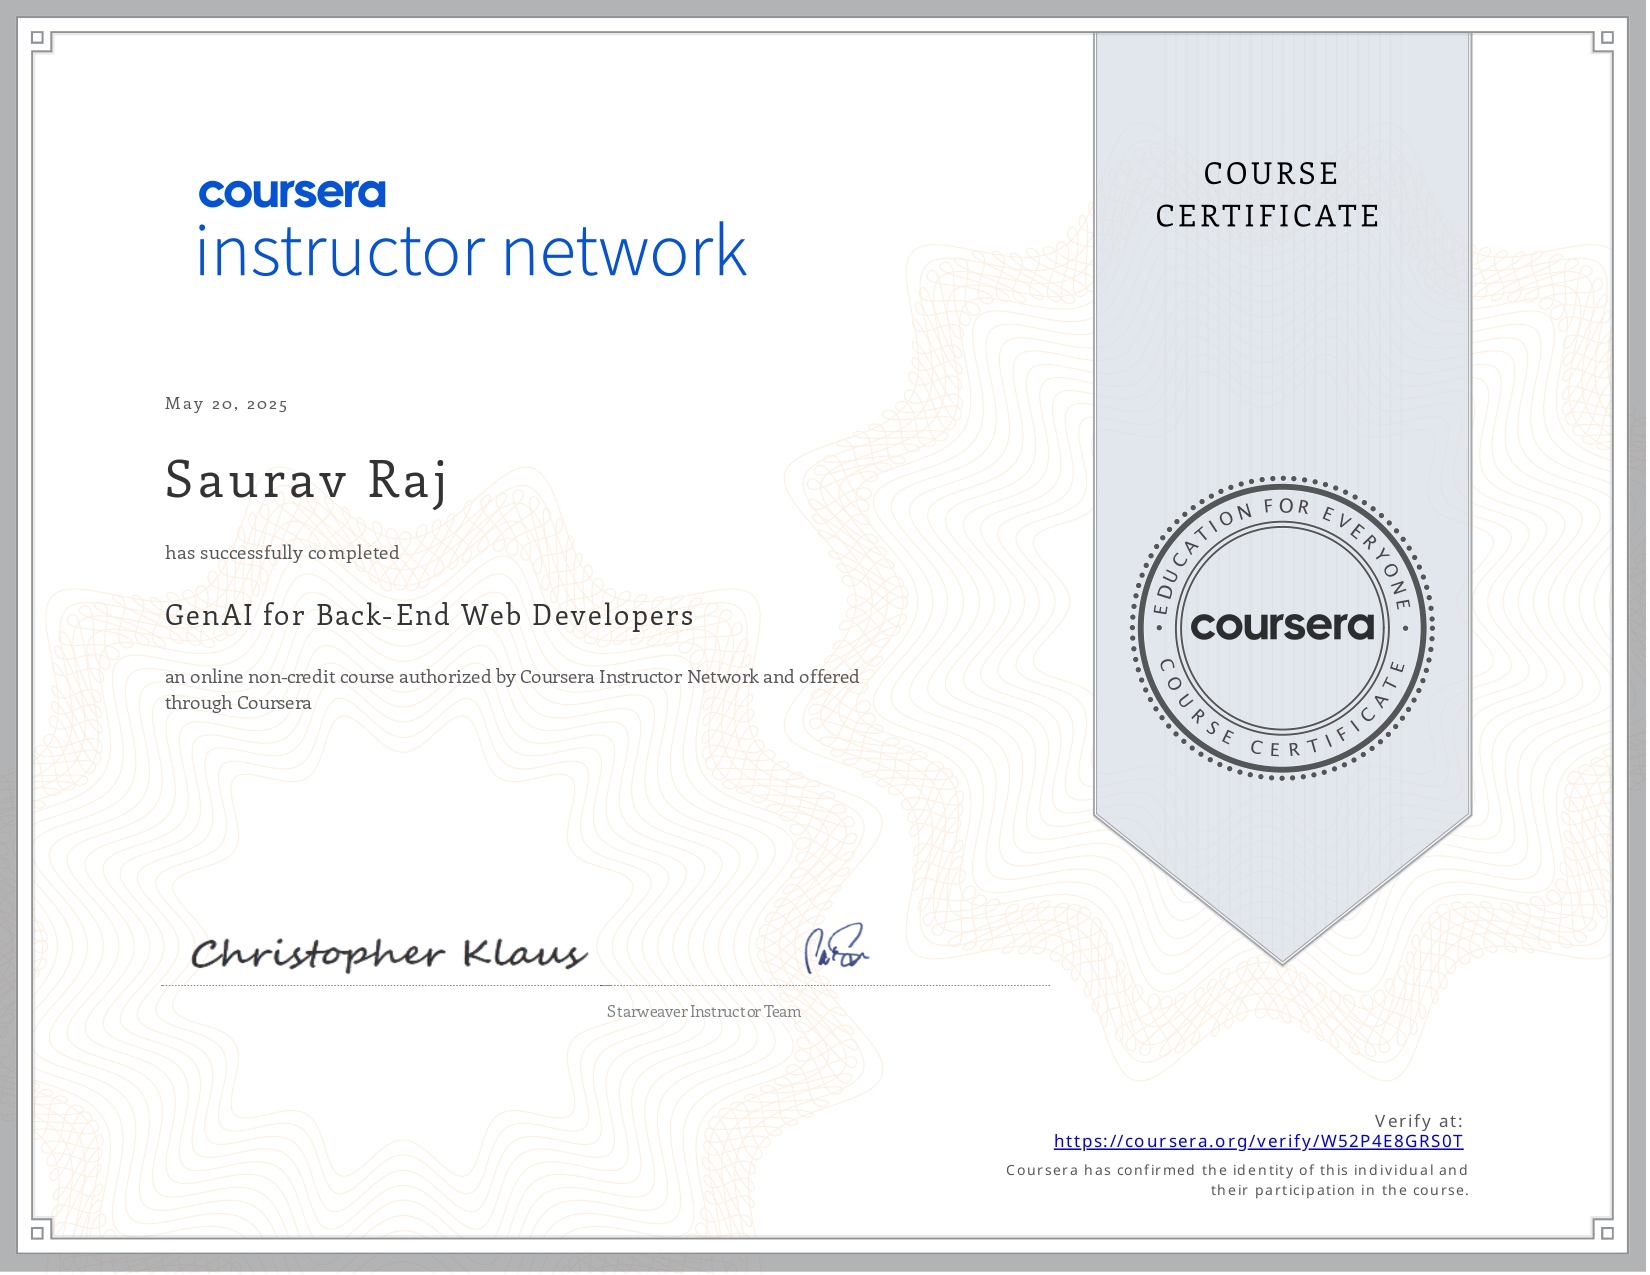 coursera
instructor network
COURSE
CERTIFICATE
May 20, 2025
Saurav Raj
has successfully completed
GenAI for Back-End Web Developers
an online non-credit course authorized by Coursera Instructor Network and offered
through Coursera
EDUCATION FOR EVERYONE
coursera
COURSE CERTIFICATE
Christopher Klaus
Starweaver Instructor Team
Verify at:
https://coursera.org/verify/W52P4E8GRS0T
Coursera has confirmed the identity of this individual and
their participation in the course.